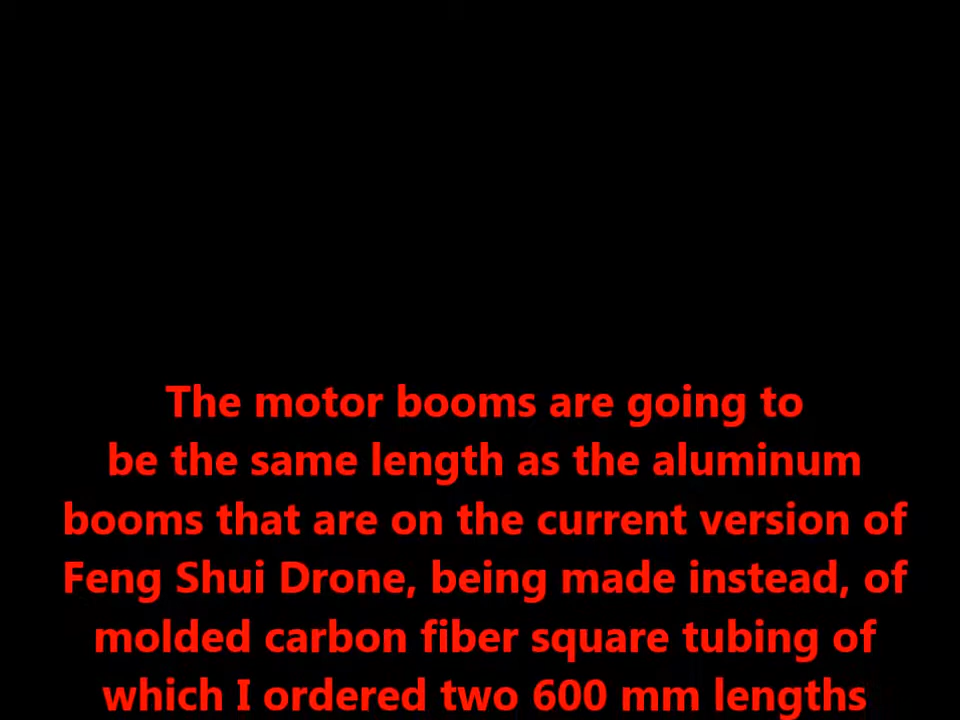 The motor booms are going to
be the same length as the aluminum
booms that are on the current version of
Feng Shui Drone, being made instead, of
molded carbon fiber square tubing of
which I ordered two 600 mm lengths